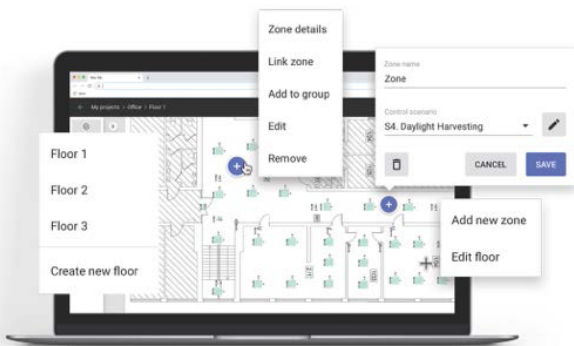 Zone details
Link zone
Add to group
Edit
Remove
Zone name
Zone
Control scenario
S4. Daylight Harvesting
CANCEL
SAVE
My projects > Office > Floor 1
Floor 1
Floor 2
Floor 3
Create new floor
Add new zone
Edit floor